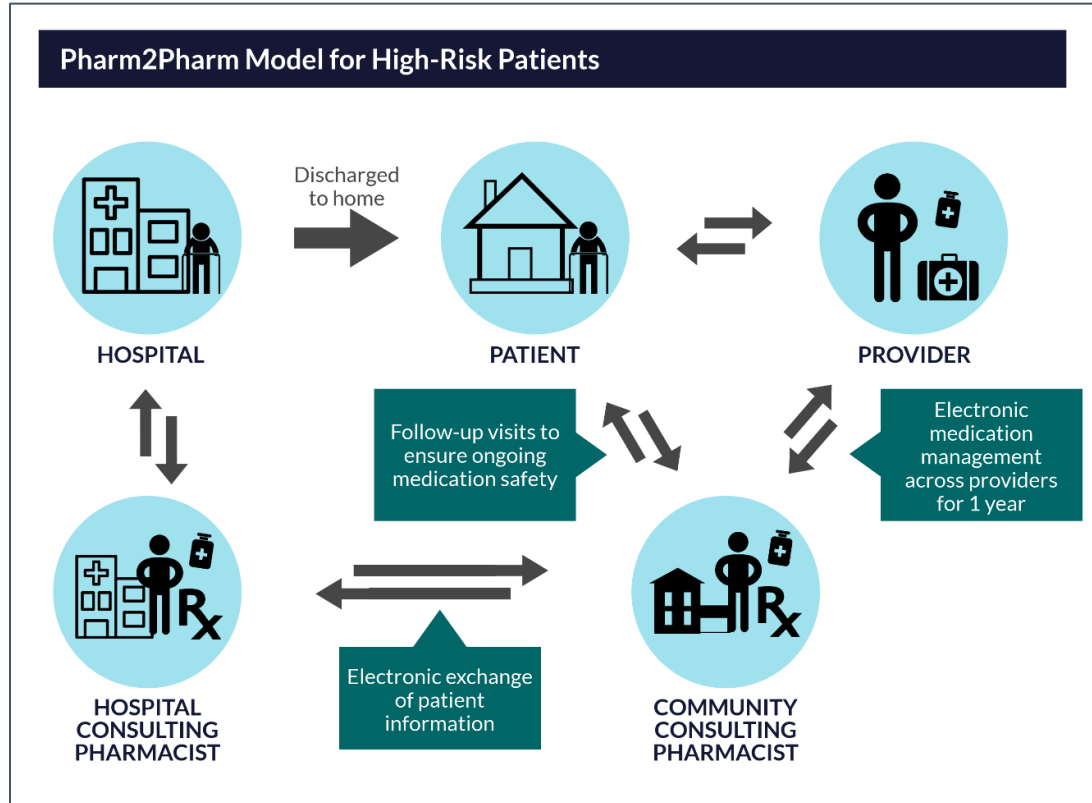 Pharm2Pharm Model for High-Risk Patients
Discharged
to home
HOSPITAL
PATIENT
PROVIDER
Follow-up visits to
ensure ongoing
medication safety
Electronic
medication
management
across providers
for 1 year
Rx
Rx
HOSPITAL
CONSULTING
PHARMACIST
Electronic exchange
of patient
information
COMMUNITY
CONSULTING
PHARMACIST